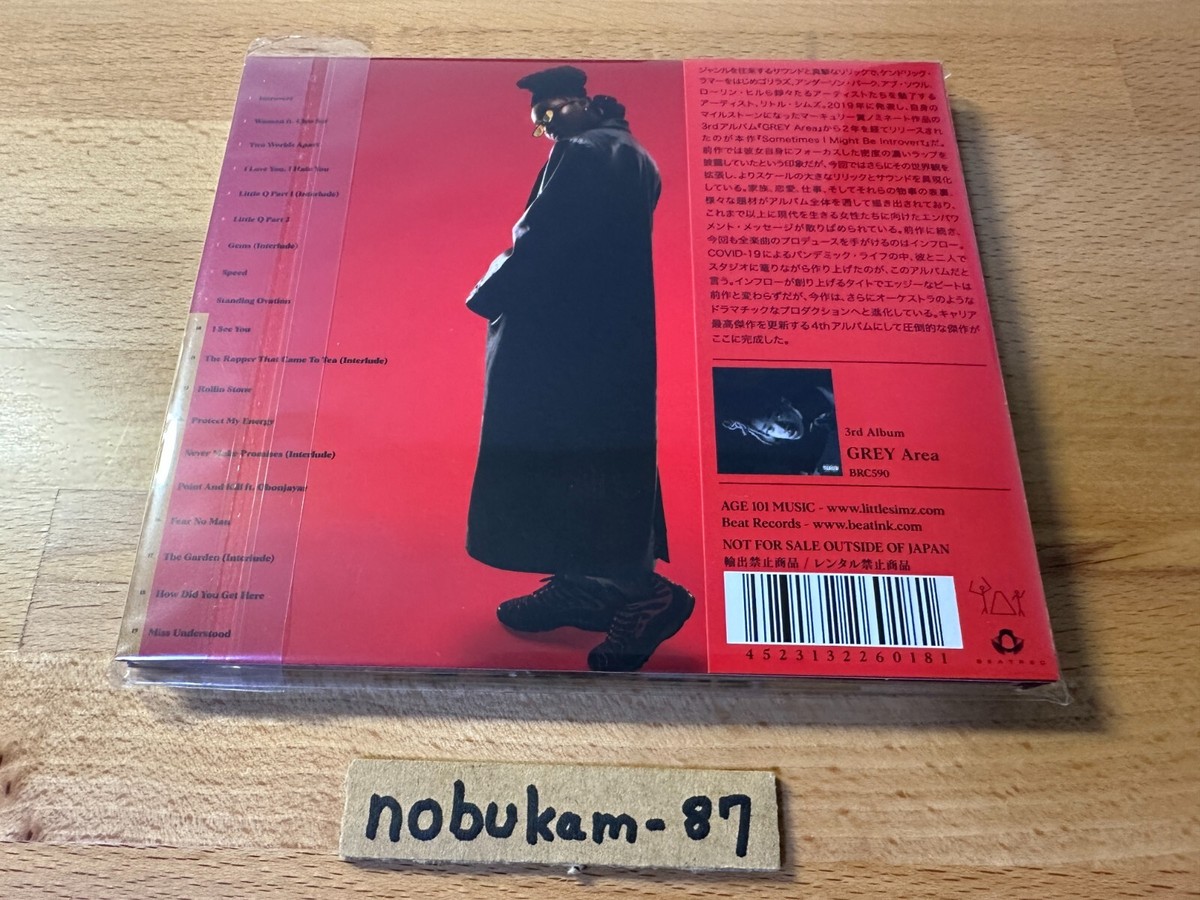 Introvert
Woman ft. Cleo Sol
Two Worlds Apart
I Love You, I Hate You
Little Q Part 1 (Interlude)
Little Q Part 2
Gems (Interlude)
Speed
Standing Ovation
I See You
The Rapper That Came To Tea (Interlude)
Rollin Stone
Protect My Energy
Never Make Promises (Interlude)
Point And Kill ft. Obongjayar
Fear No Man
17 The Garden (Interlude)
18 How Did You Get Here
19 Miss Understood
ジャンルを往来するサウンドと真摯なリリックで、ケンドリック・
ラマーをはじめゴリラズ、アンダーソン・パーク、アブ・ソウル、
ローリン・ヒルら錚々たるアーティストたちを魅了する
アーティスト、リトル・シムズ。2019年に発表し、自身の
マイルストーンになったマーキュリー賞ノミネート作品の
3rdアルバム『GREY Area』から2年を経てリリースされ
たのが本作『Sometimes I Might Be Introvert』だ。
前作では彼女自身にフォーカスした密度の濃いラップを
披露していたという印象だが、今回ではさらにその世界観を
拡張し、よりスケールの大きなリリックとサウンドを具現化
している。家族、恋愛、仕事、そしてそれらの物事の裏裏、
様々な題材がアルバム全体を通して描き出されており、
これまで以上に現代を生きる女性たちに向けたエンパワ
メント・メッセージが散りばめられている。前作に続き、
今回も全楽曲のプロデュースを手がけるのはインフロー。
COVID-19によるパンデミック・ライフの中、彼と二人で
スタジオに篭りながら作り上げたのが、このアルバムだと
言う。インフローが創り上げるタイトでエッジーなビートは
前作と変わらずだが、今作は、さらにオーケストラのような
ドラマチックなプロダクションへと進化している。キャリア
最高傑作を更新する4thアルバムにして圧倒的な傑作が
ここに完成した。
3rd Album
GREY Area
BRC590
AGE 101 MUSIC - www.littlesimz.com
Beat Records - www.beatink.com
NOT FOR SALE OUTSIDE OF JAPAN
輸出禁止商品 / レンタル禁止商品
4523132260181
BEATREC
nobukam-87